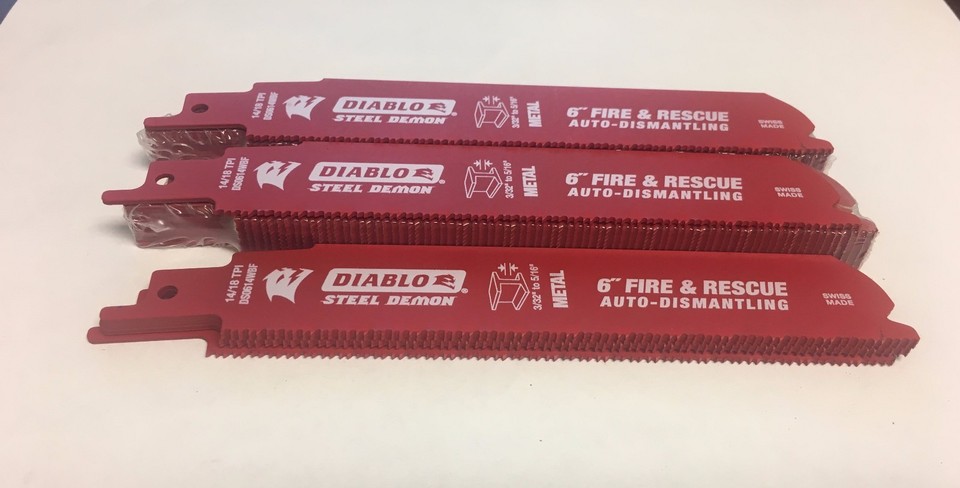 14/18 TPI
DS0614WBF
DIABLO
STEEL DEMON®
3/32" to 5/16"
METAL
6" FIRE & RESCUE
AUTO-DISMANTLING
SWISS
MADE
14/18 TPI
DS0614WBF
DIABLO
STEEL DEMON®
3/32" to 5/16"
METAL
6" FIRE & RESCUE
AUTO-DISMANTLING
SWISS
MADE
14/18 TPI
DS0614WBF
DIABLO
STEEL DEMON®
3/32" to 5/16"
METAL
6" FIRE & RESCUE
AUTO-DISMANTLING
SWISS
MADE